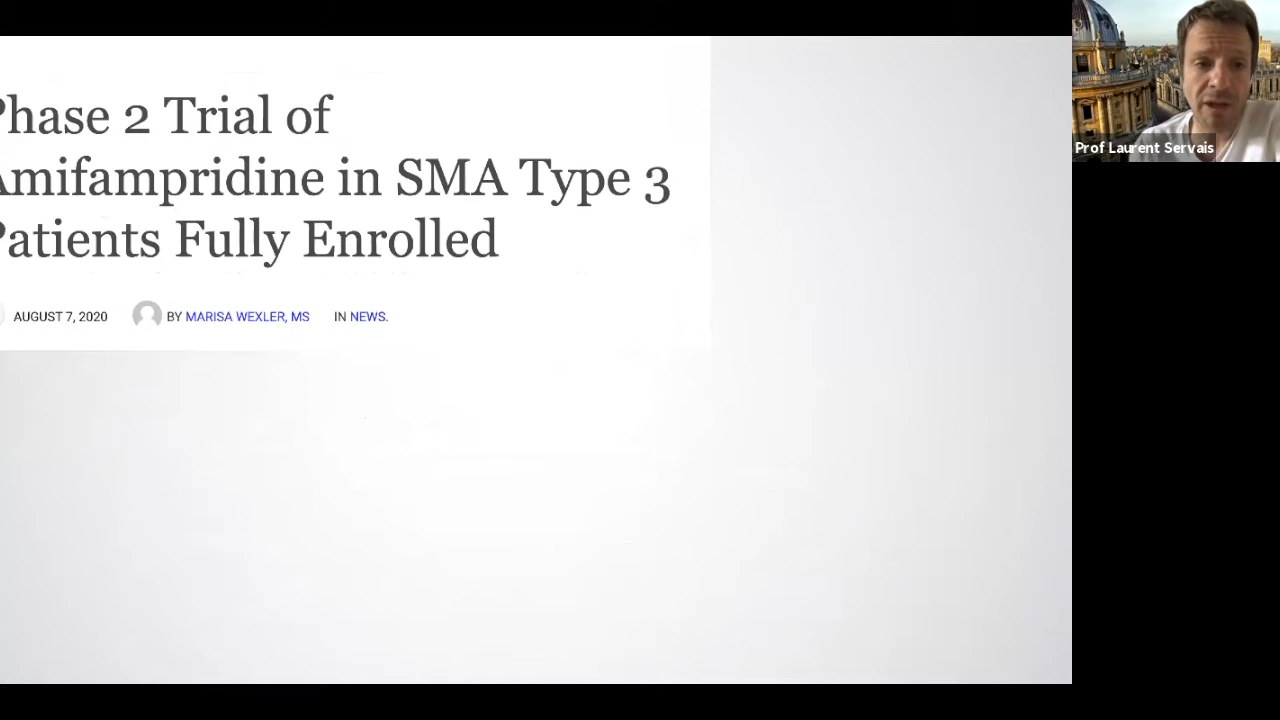 Phase 2 Trial of
Amifampridine in SMA Type 3
Patients Fully Enrolled
AUGUST 7, 2020 BY MARISA WEXLER, MS IN NEWS.
Prof Laurent Servais